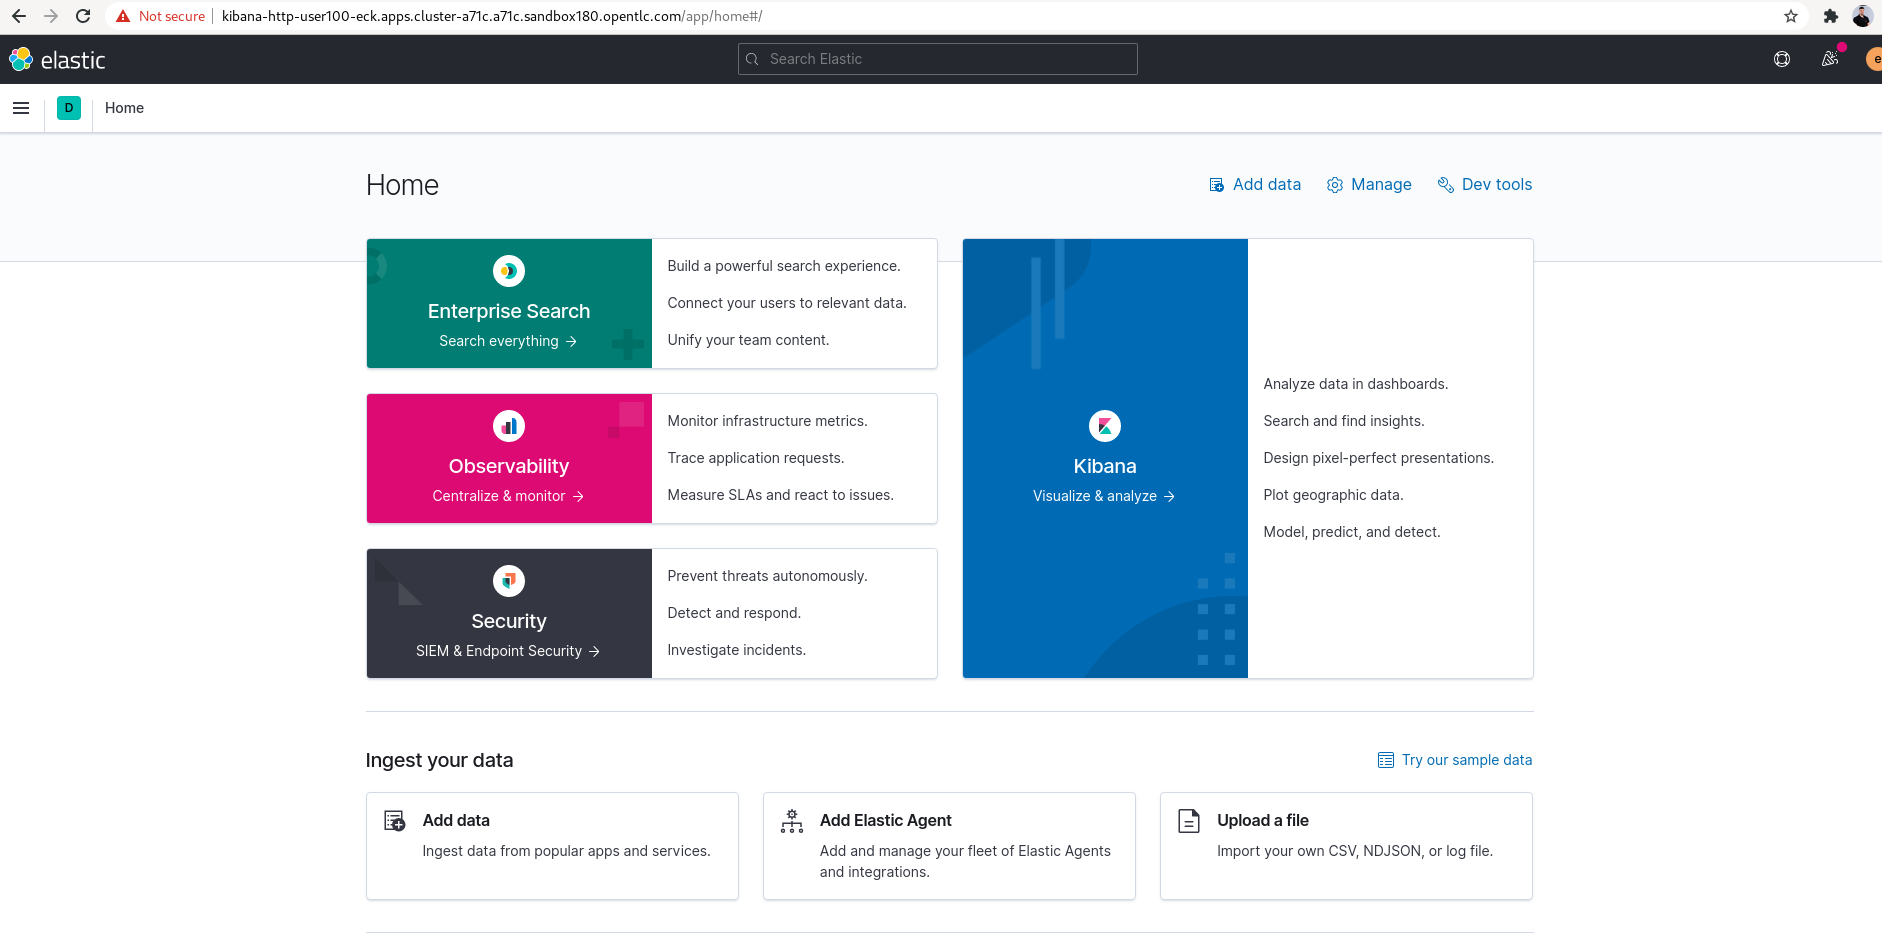 Not secure kibana-http-user100-eck.apps.cluster-a71c.a71c.sandbox180.opentlc.com/app/home#/
elastic
Search Elastic
e
D
Home
Home
Add data
Manage
Dev tools
Enterprise Search
Search everything →
Build a powerful search experience.
Connect your users to relevant data.
Unify your team content.
Observability
Centralize & monitor →
Monitor infrastructure metrics.
Trace application requests.
Measure SLAs and react to issues.
Security
SIEM & Endpoint Security →
Prevent threats autonomously.
Detect and respond.
Investigate incidents.
Kibana
Visualize & analyze →
Analyze data in dashboards.
Search and find insights.
Design pixel-perfect presentations.
Plot geographic data.
Model, predict, and detect.
Ingest your data
Try our sample data
Add data
Ingest data from popular apps and services.
Add Elastic Agent
Add and manage your fleet of Elastic Agents
and integrations.
Upload a file
Import your own CSV, NDJSON, or log file.